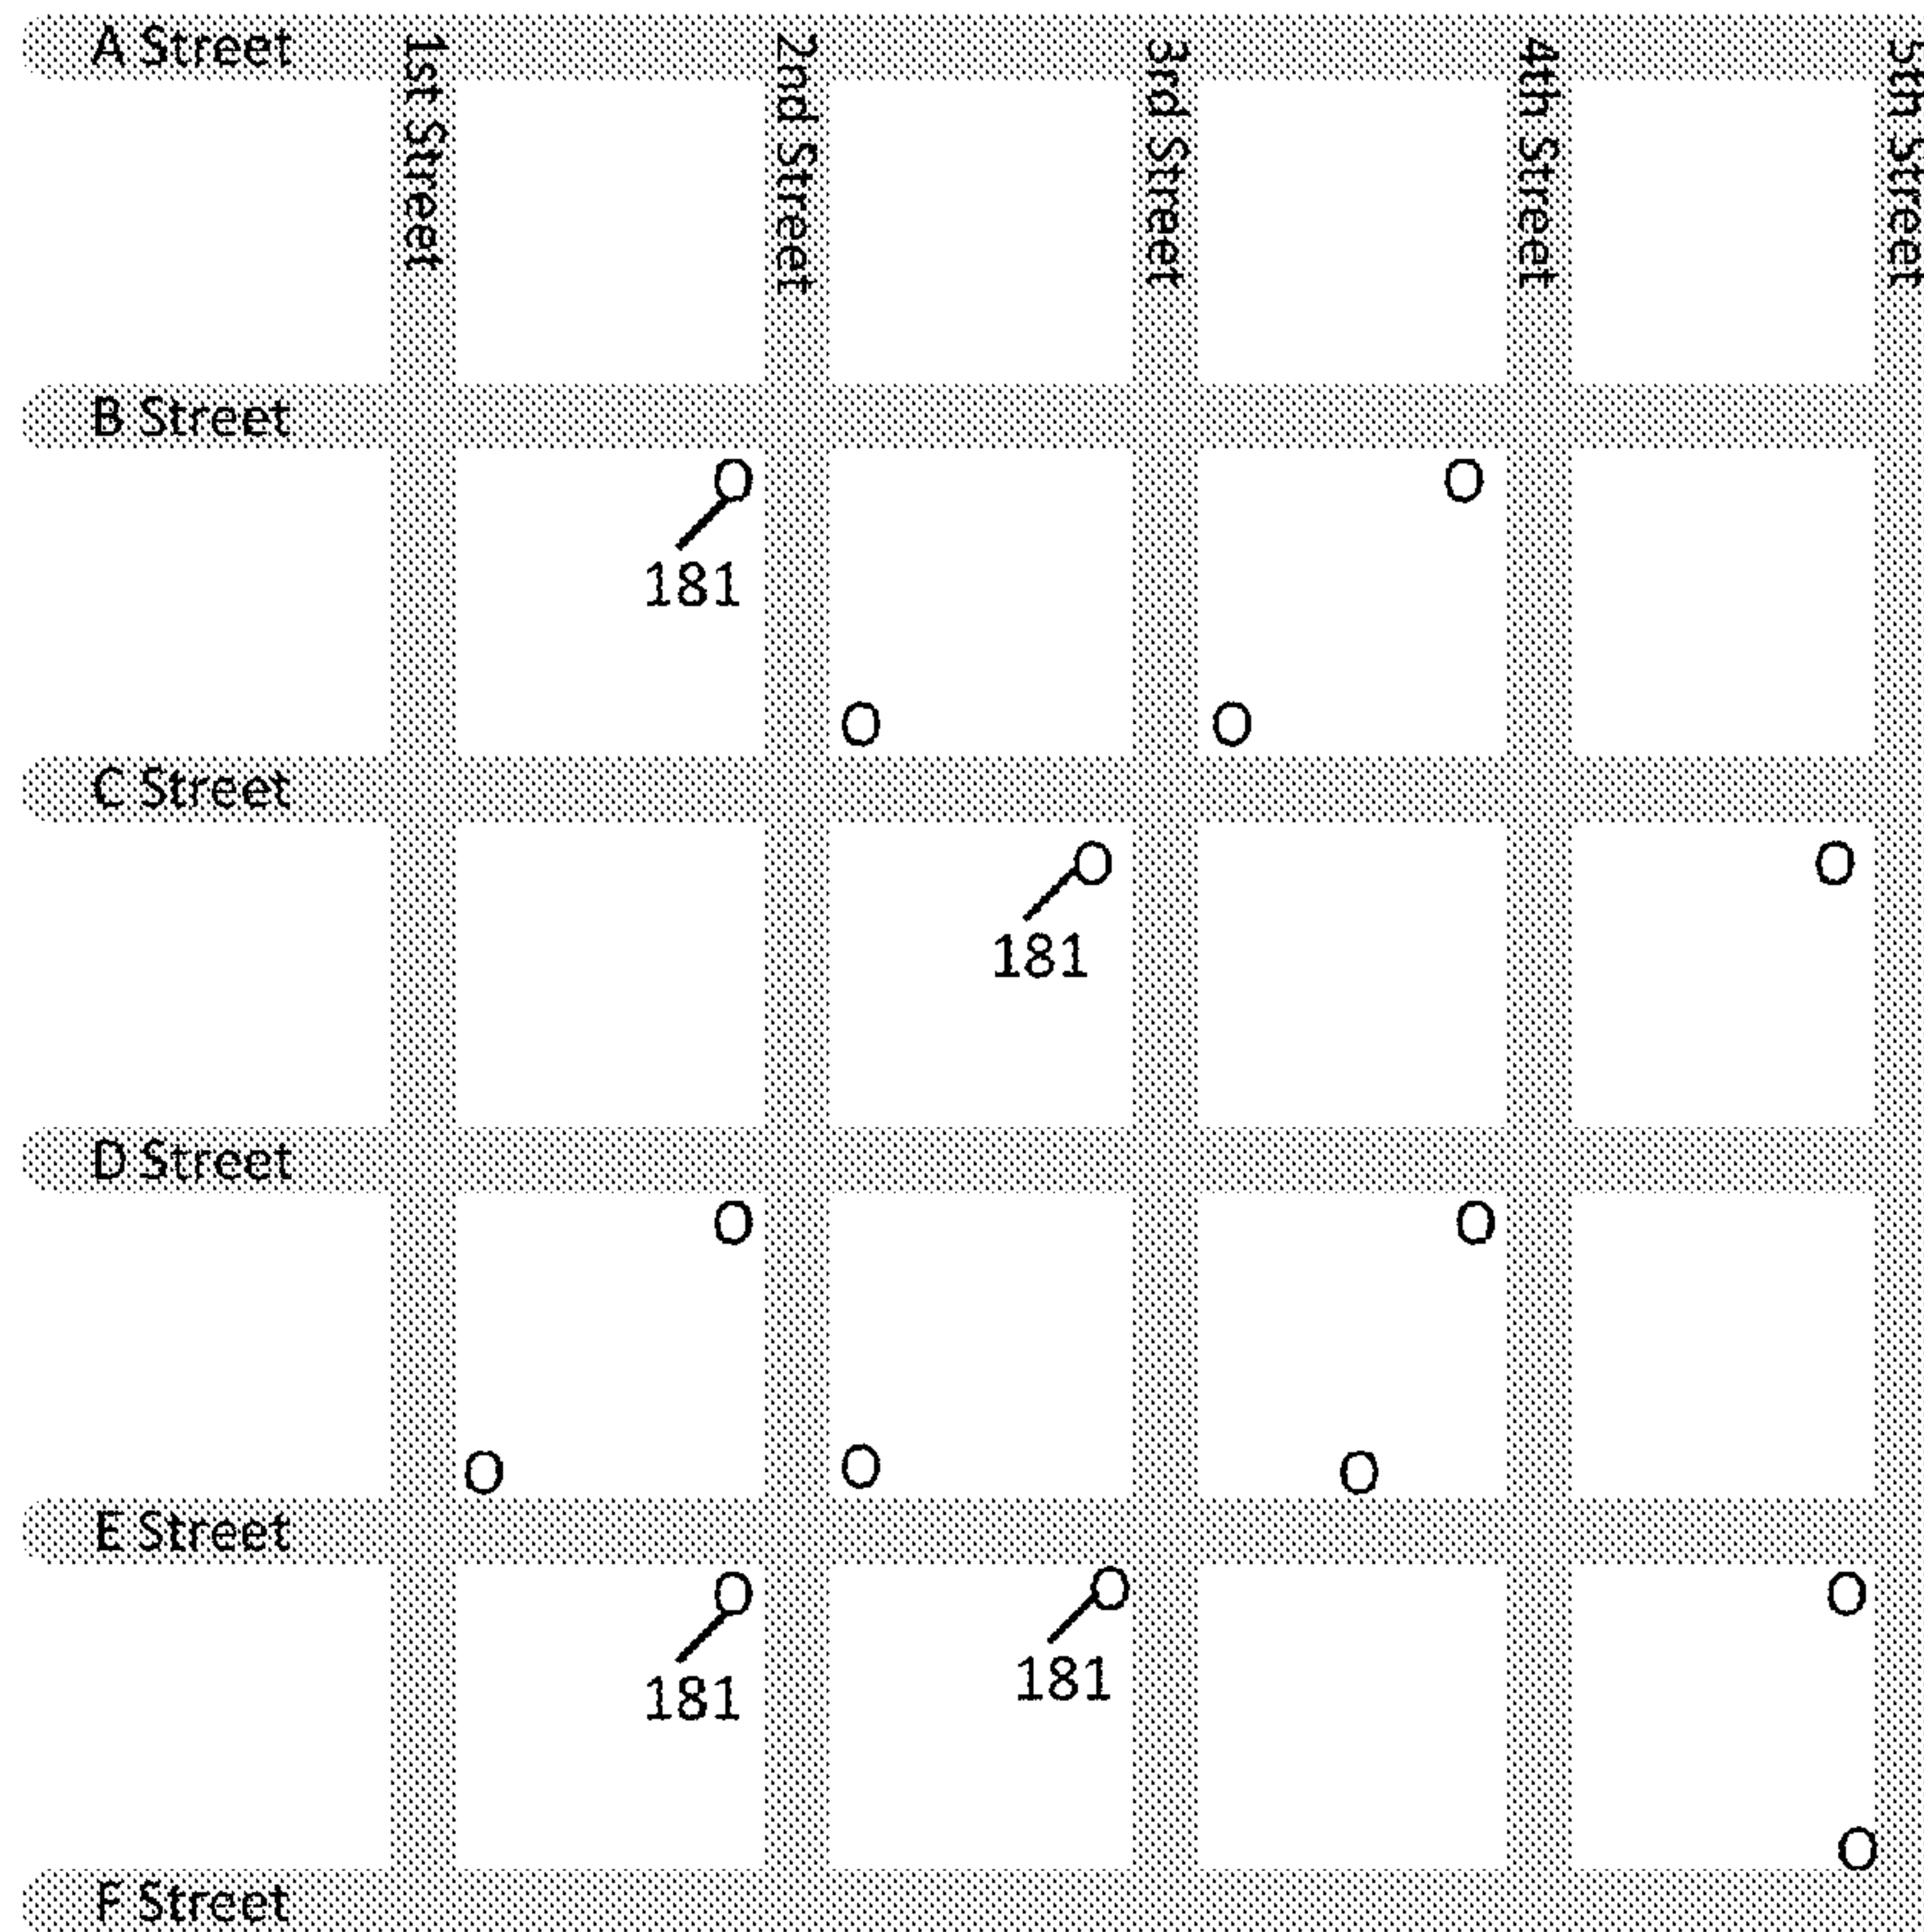 A Street
1st Street
2nd Street
3rd Street
4th Street
5th Street
B Street
O
O
181
O
O
C Street
O
O
181
D Street
O
O
O
O
O
E Street
O
O
O
181
181
O
F Street